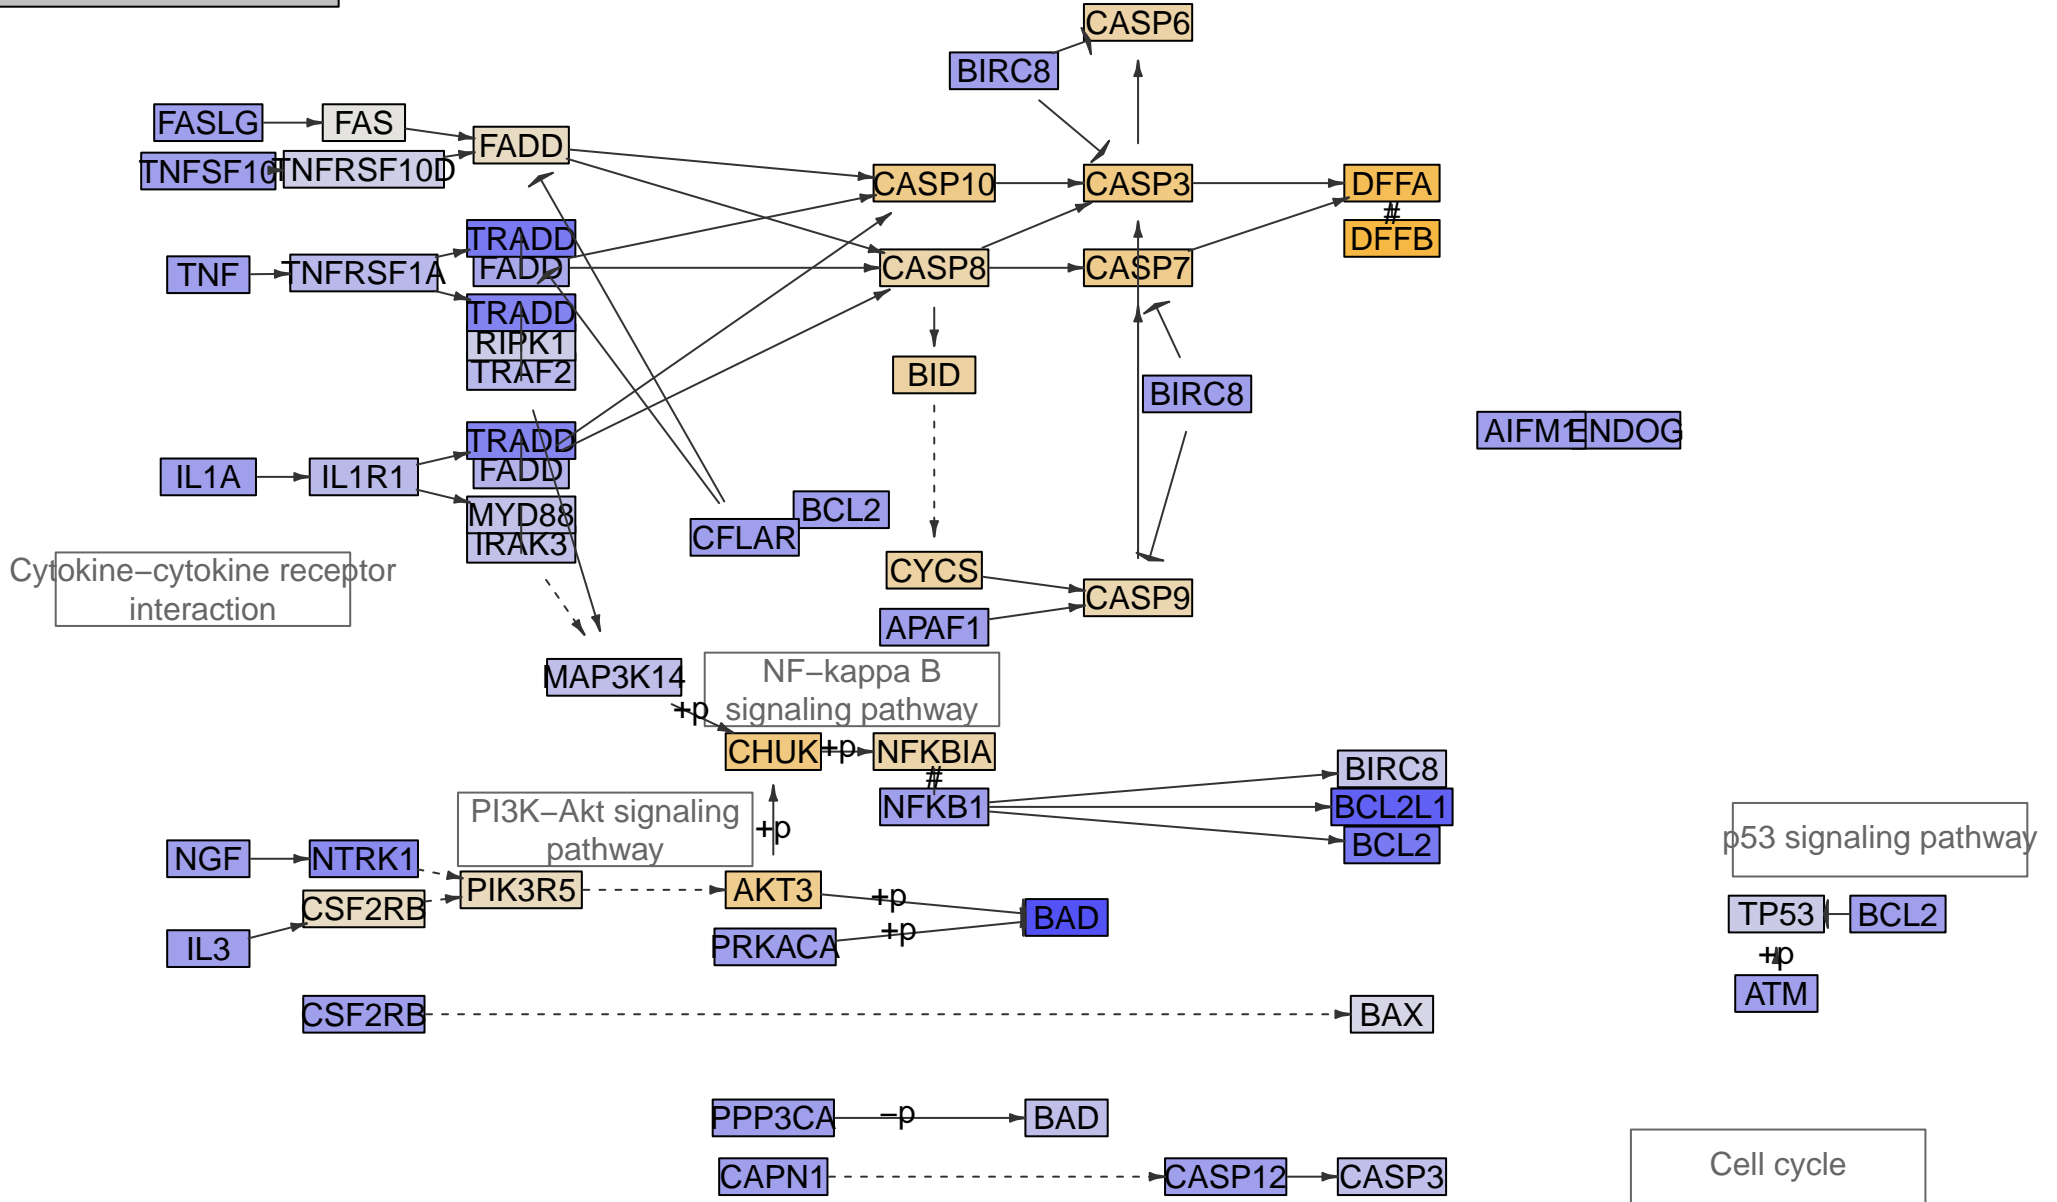 CASP6
BIRC8
FASLG
FAS
FADD
TNFSF10
TNFRSF10D
CASP10
CASP3
DFFA
#
DFFB
TRADD
FADD
TNF
TNFRSF1A
CASP8
CASP7
TRADD
RIPK1
TRAF2
BID
BIRC8
AIFM1
ENDOG
TRADD
FADD
IL1A
IL1R1
MYD88
IRAK3
BCL2
CFLAR
Cytokine−cytokine receptor
interaction
CYCS
CASP9
APAF1
MAP3K14
NF−kappa B
signaling pathway
+p
CHUK
+p
NFKBIA
#
NFKB1
BIRC8
BCL2L1
BCL2
PI3K−Akt signaling
pathway
+p
p53 signaling pathway
NGF
NTRK1
PIK3R5
AKT3
+p
CSF2RB
IL3
PRKACA
+p
BAD
TP53
BCL2
+p
ATM
CSF2RB
BAX
PPP3CA
−p
BAD
CAPN1
CASP12
CASP3
Cell cycle